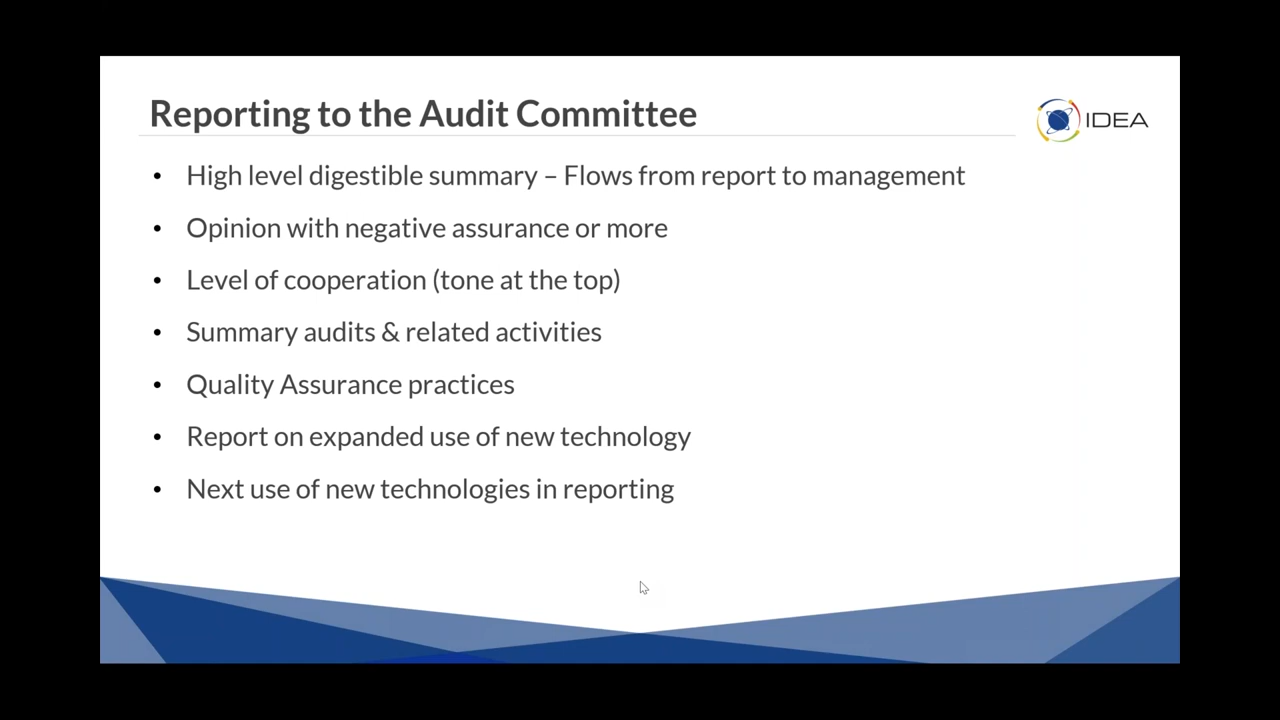 Reporting to the Audit Committee
IDEA
• High level digestible summary – Flows from report to management
• Opinion with negative assurance or more
• Level of cooperation (tone at the top)
• Summary audits & related activities
• Quality Assurance practices
• Report on expanded use of new technology
• Next use of new technologies in reporting